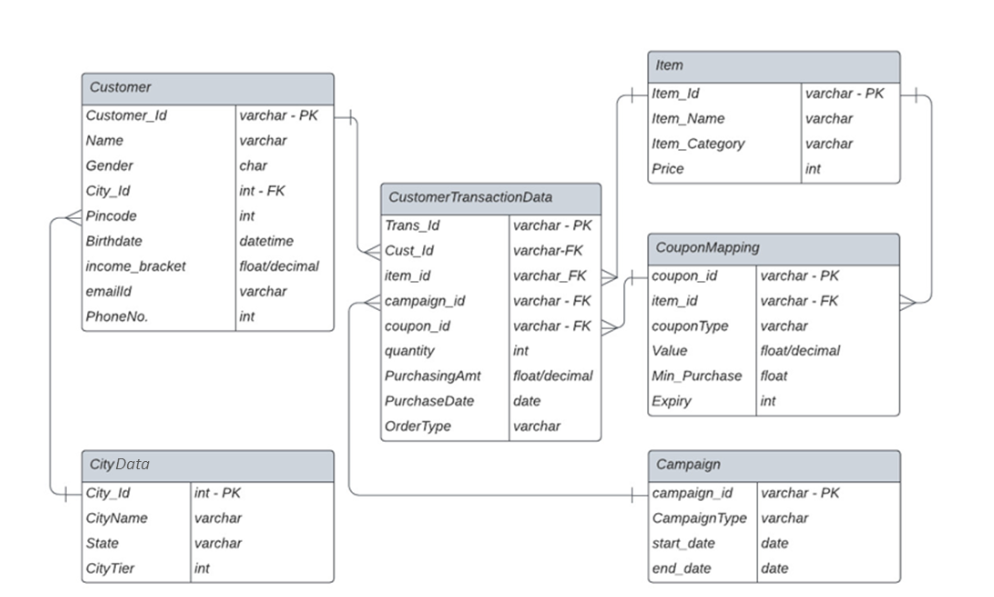 Customer
Customer_Id varchar - PK
Name varchar
Gender char
City_Id int - FK
Pincode int
Birthdate datetime
income_bracket float/decimal
emailId varchar
PhoneNo. int
CityData
City_Id int - PK
CityName varchar
State varchar
CityTier int
CustomerTransactionData
Trans_Id varchar - PK
Cust_Id varchar-FK
item_id varchar_FK
campaign_id varchar - FK
coupon_id varchar - FK
quantity int
PurchasingAmt float/decimal
PurchaseDate date
OrderType varchar
Item
Item_Id varchar - PK
Item_Name varchar
Item_Category varchar
Price int
CouponMapping
coupon_id varchar - PK
item_id varchar - FK
couponType varchar
Value float/decimal
Min_Purchase float
Expiry int
Campaign
campaign_id varchar - PK
CampaignType varchar
start_date date
end_date date